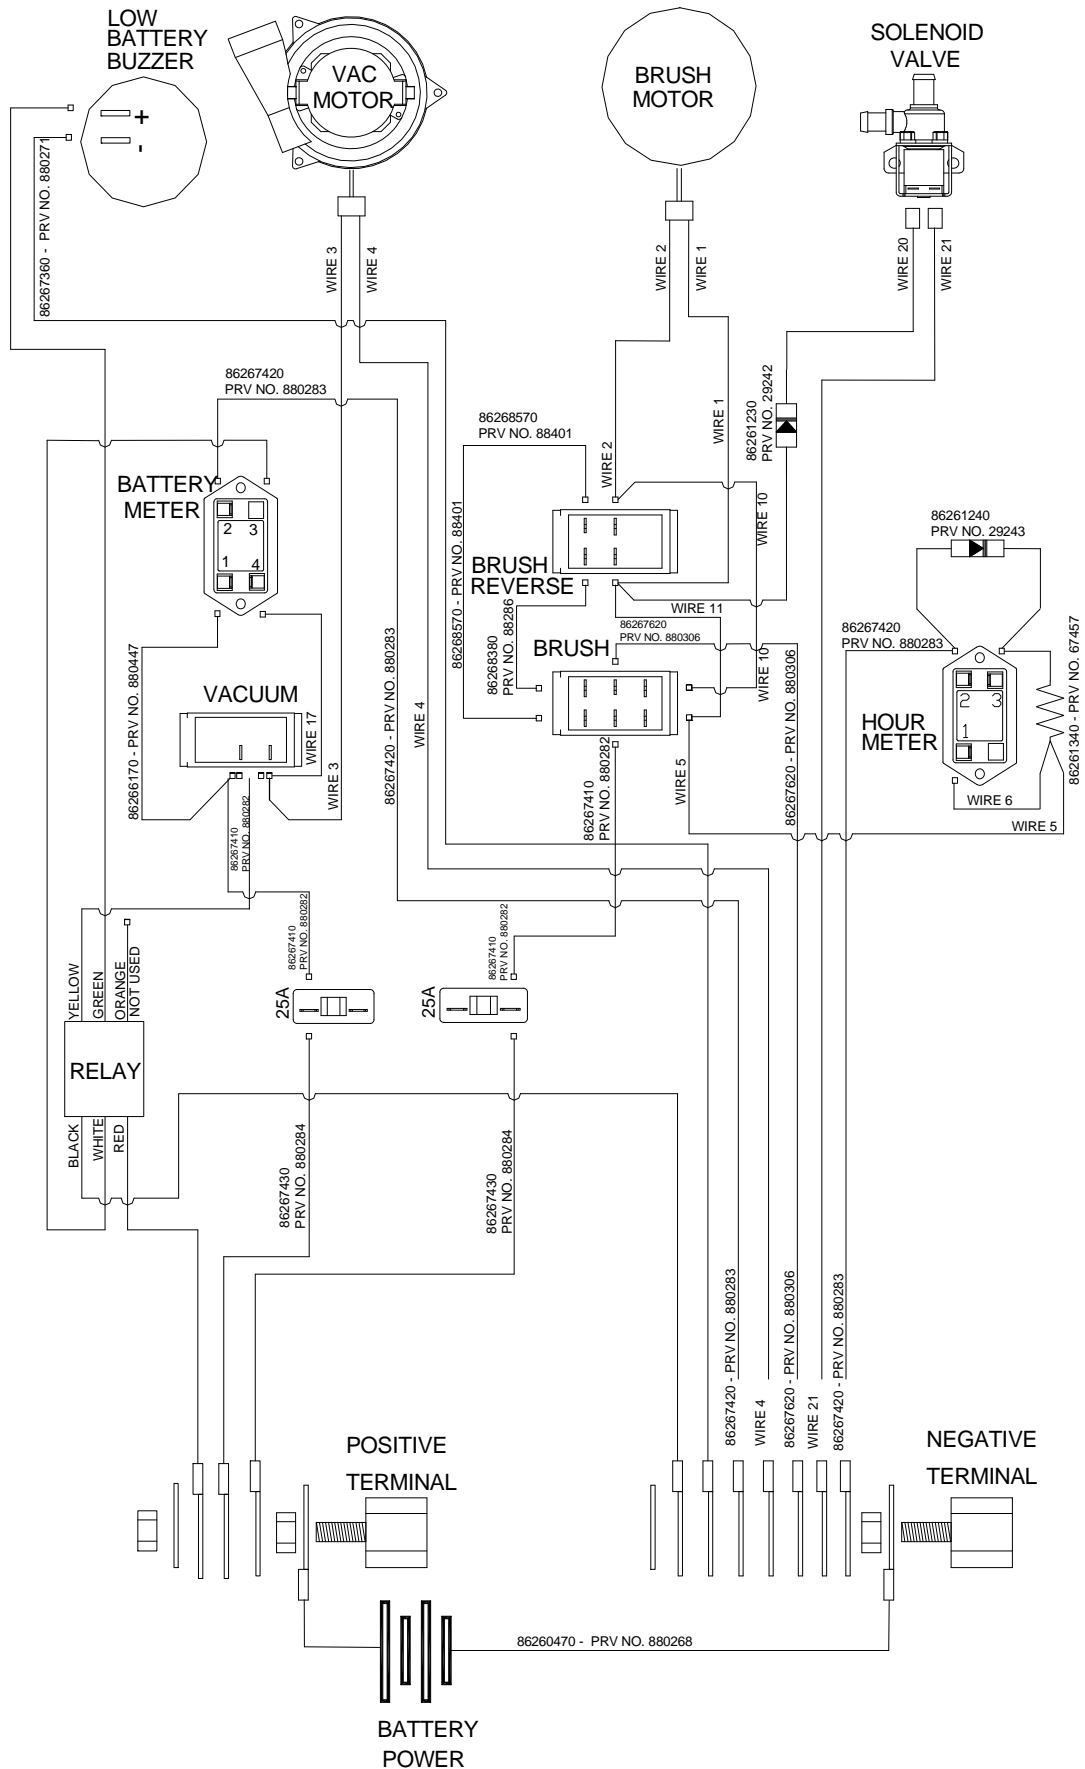 LOW
BATTERY
BUZZER
+
-
VAC
MOTOR
BRUSH
MOTOR
SOLENOID
VALVE
86267360 - PRV NO. 880271
WIRE 3
WIRE 4
WIRE 2
WIRE 1
WIRE 20
WIRE 21
86267420
PRV NO. 880283
86268570
PRV NO. 88401
WIRE 2
WIRE 1
86261230
PRV NO. 29242
BATTERY
METER
2
3
1
4
86268570 - PRV NO. 88401
WIRE 10
86261240
PRV NO. 29243
BRUSH
REVERSE
WIRE 11
86268380
PRV NO. 88286
86267620
PRV NO. 880306
BRUSH
WIRE 10
86267420
PRV NO. 880283
86261340 - PRV NO. 67457
86266170 - PRV NO. 880447
VACUUM
WIRE 17
WIRE 3
86267420 - PRV NO. 880283
WIRE 4
86267410
PRV NO. 880282
WIRE 5
86267620 - PRV NO. 880306
HOUR
METER
2
3
1
WIRE 6
WIRE 5
86267410
PRV NO. 880282
86267410
PRV NO. 880282
86267410
PRV NO. 880282
YELLOW
GREEN
ORANGE
NOT USED
25A
25A
RELAY
BLACK
WHITE
RED
86267430
PRV NO. 880284
86267430
PRV NO. 880284
86267420 - PRV NO. 880283
WIRE 4
86267620 - PRV NO. 880306
WIRE 21
86267420 - PRV NO. 880283
POSITIVE
TERMINAL
NEGATIVE
TERMINAL
86260470 - PRV NO. 880268
BATTERY
POWER